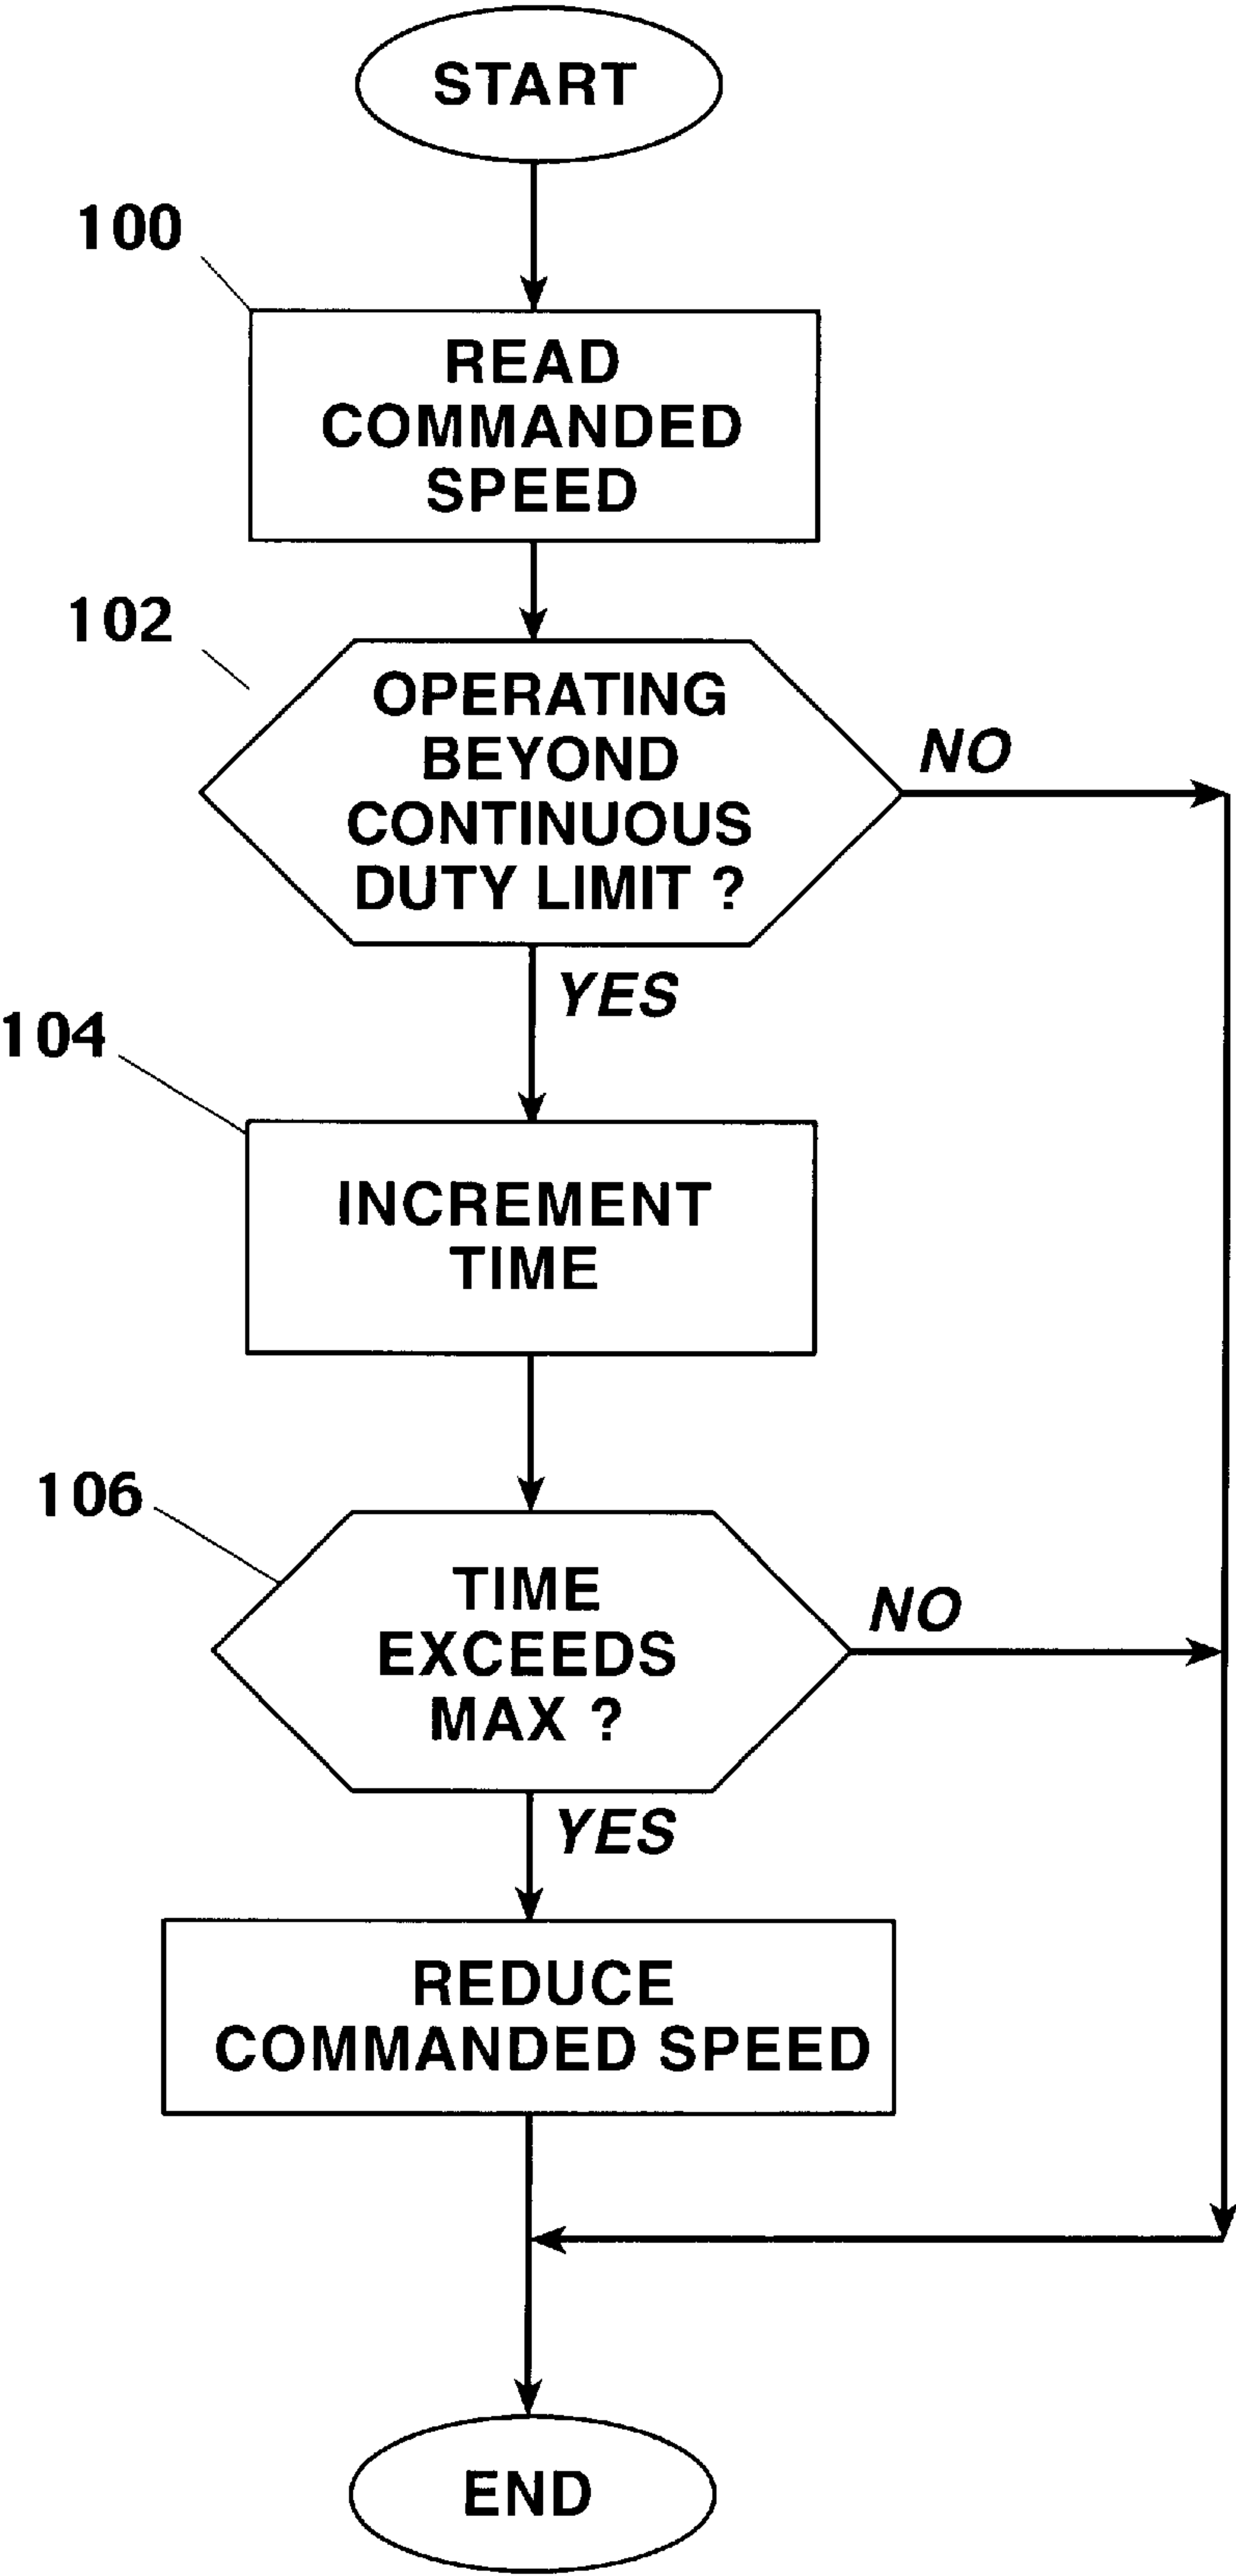 START
100
READ
COMMANDED
SPEED
102
OPERATING
BEYOND
CONTINUOUS
DUTY LIMIT ?
NO
YES
104
INCREMENT
TIME
106
TIME
EXCEEDS
MAX ?
NO
YES
REDUCE
COMMANDED SPEED
END